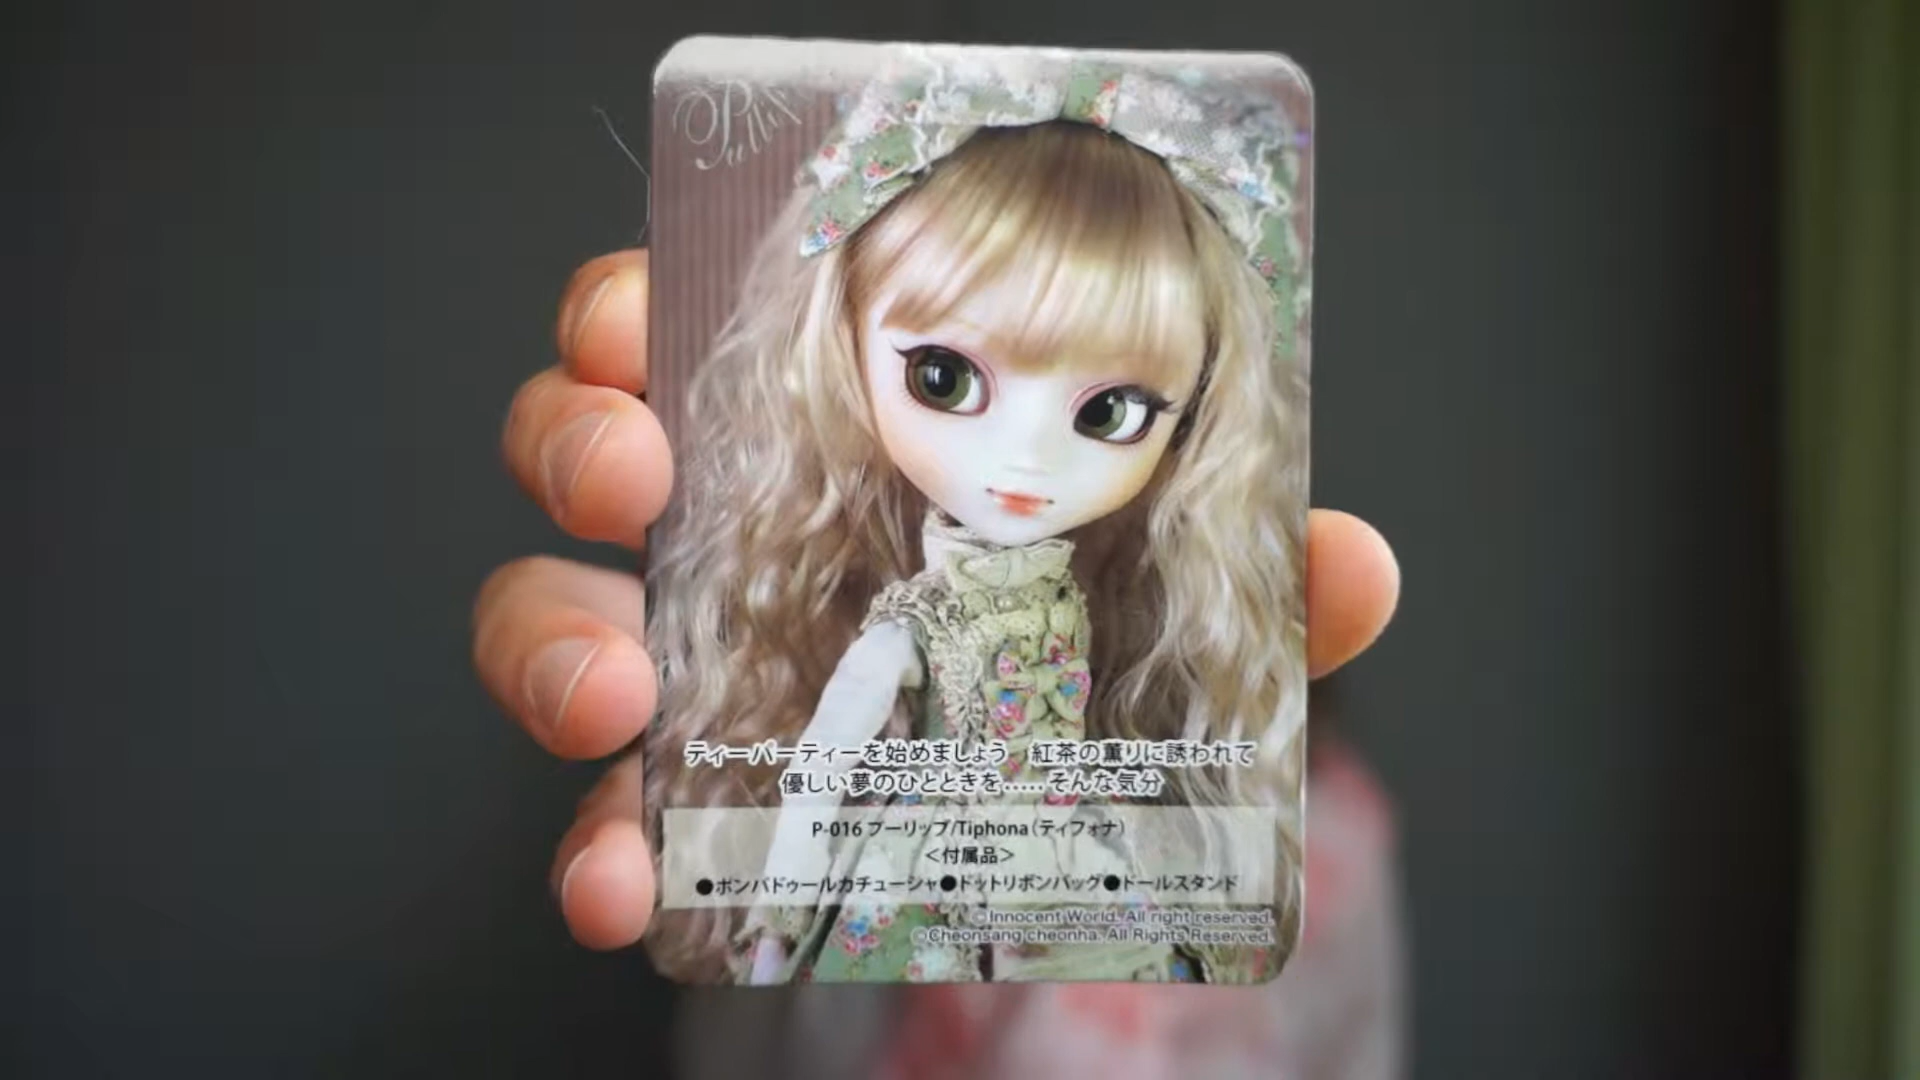 Pullip
ティーパーティーを始めましょう 紅茶の薫りに誘われて
優しい夢のひとときを……そんな気分
P-016 プーリップ/Tiphona（ティフォナ）
＜付属品＞
●ポンパドゥールカチューシャ●ドットリボンバッグ●ドールスタンド
©Innocent World. All right reserved.
©Cheonsang cheonha. All Rights Reserved.